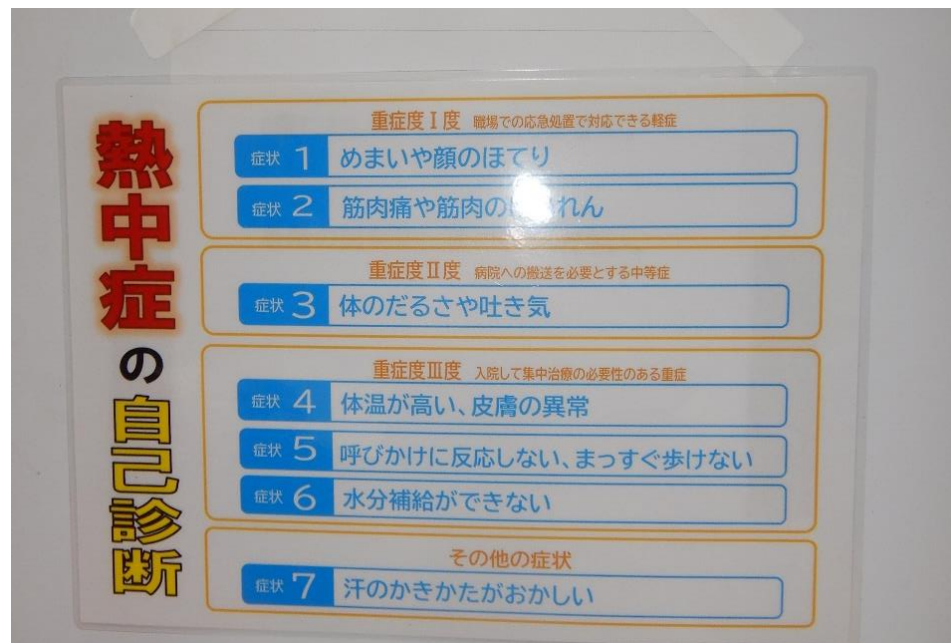 熱中症の自己診断
重症度Ⅰ度 職場での応急処置で対応できる軽症
症状 1 めまいや顔のほてり
症状 2 筋肉痛や筋肉の れん
重症度Ⅱ度 病院への搬送を必要とする中等症
症状 3 体のだるさや吐き気
重症度Ⅲ度 入院して集中治療の必要性のある重症
症状 4 体温が高い、皮膚の異常
症状 5 呼びかけに反応しない、まっすぐ歩けない
症状 6 水分補給ができない
その他の症状
症状 7 汗のかきかたがおかしい